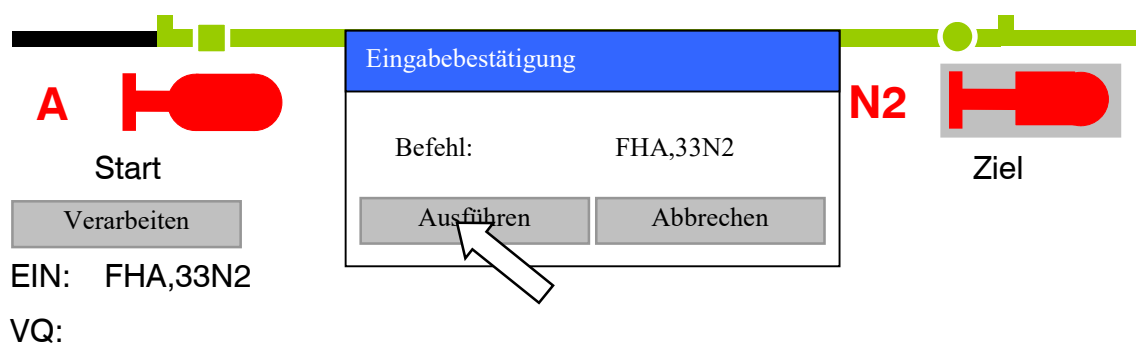 Eingabebestätigung
A
N2
Befehl: FHA,33N2
Start
Ziel
Ausführen Abbrechen
Verarbeiten
EIN: FHA,33N2
VQ: